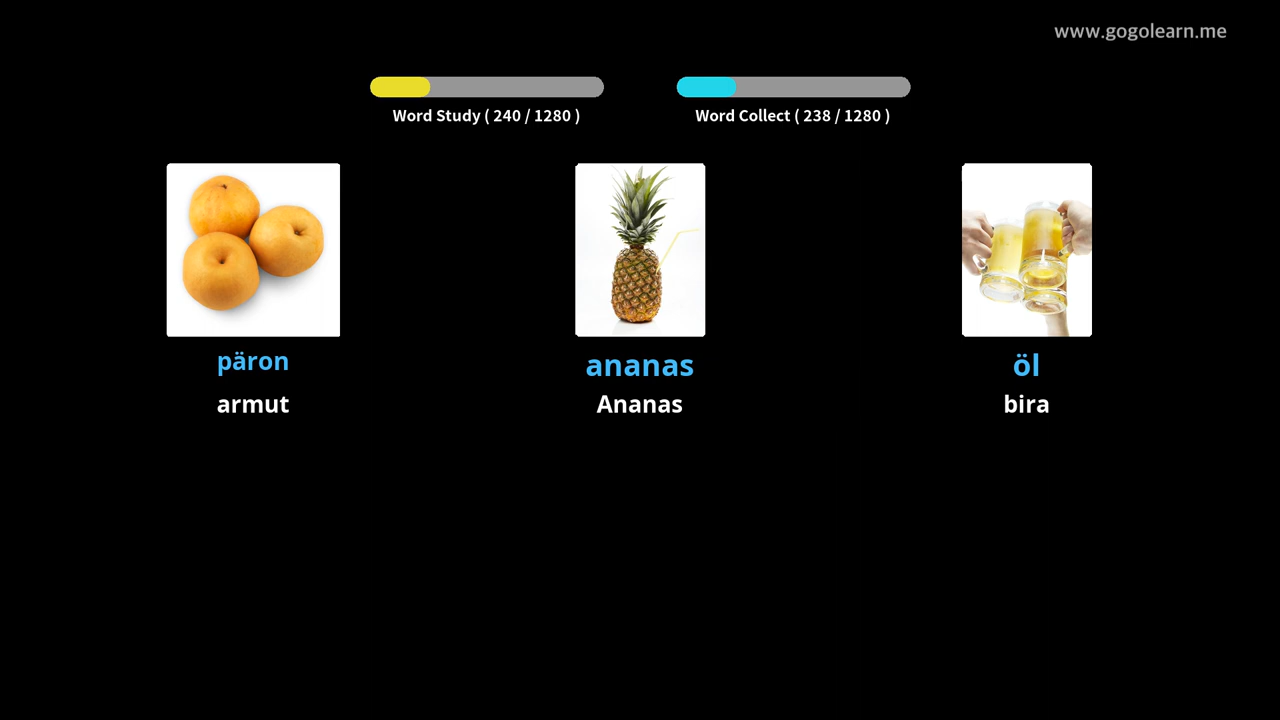 www.gogolearn.me
Word Study ( 240 / 1280 )
Word Collect ( 238 / 1280 )
päron
ananas
öl
armut
Ananas
bira